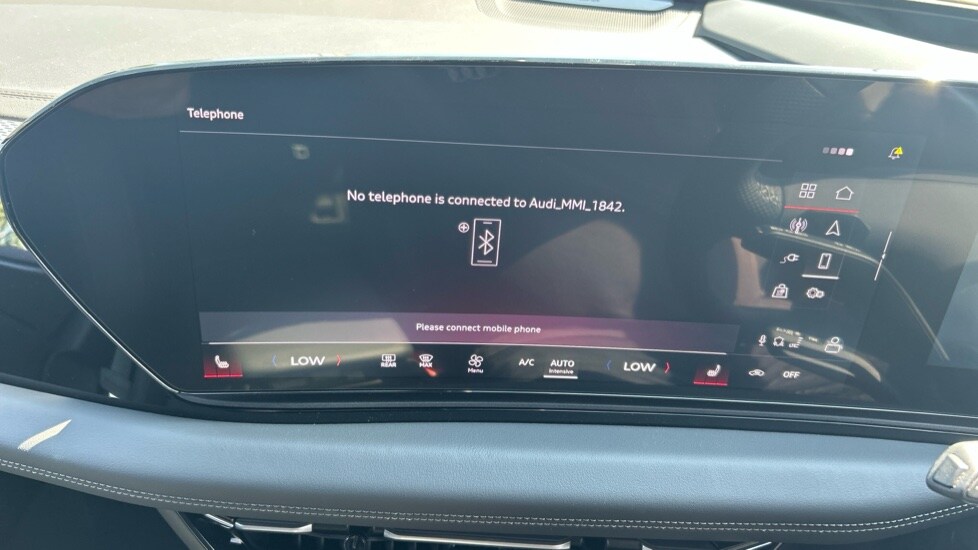 Telephone
No telephone is connected to Audi_MMI_1842.
Please connect mobile phone
LOW
REAR
MAX
Menu
A/C
AUTO
Intensive
LOW
OFF